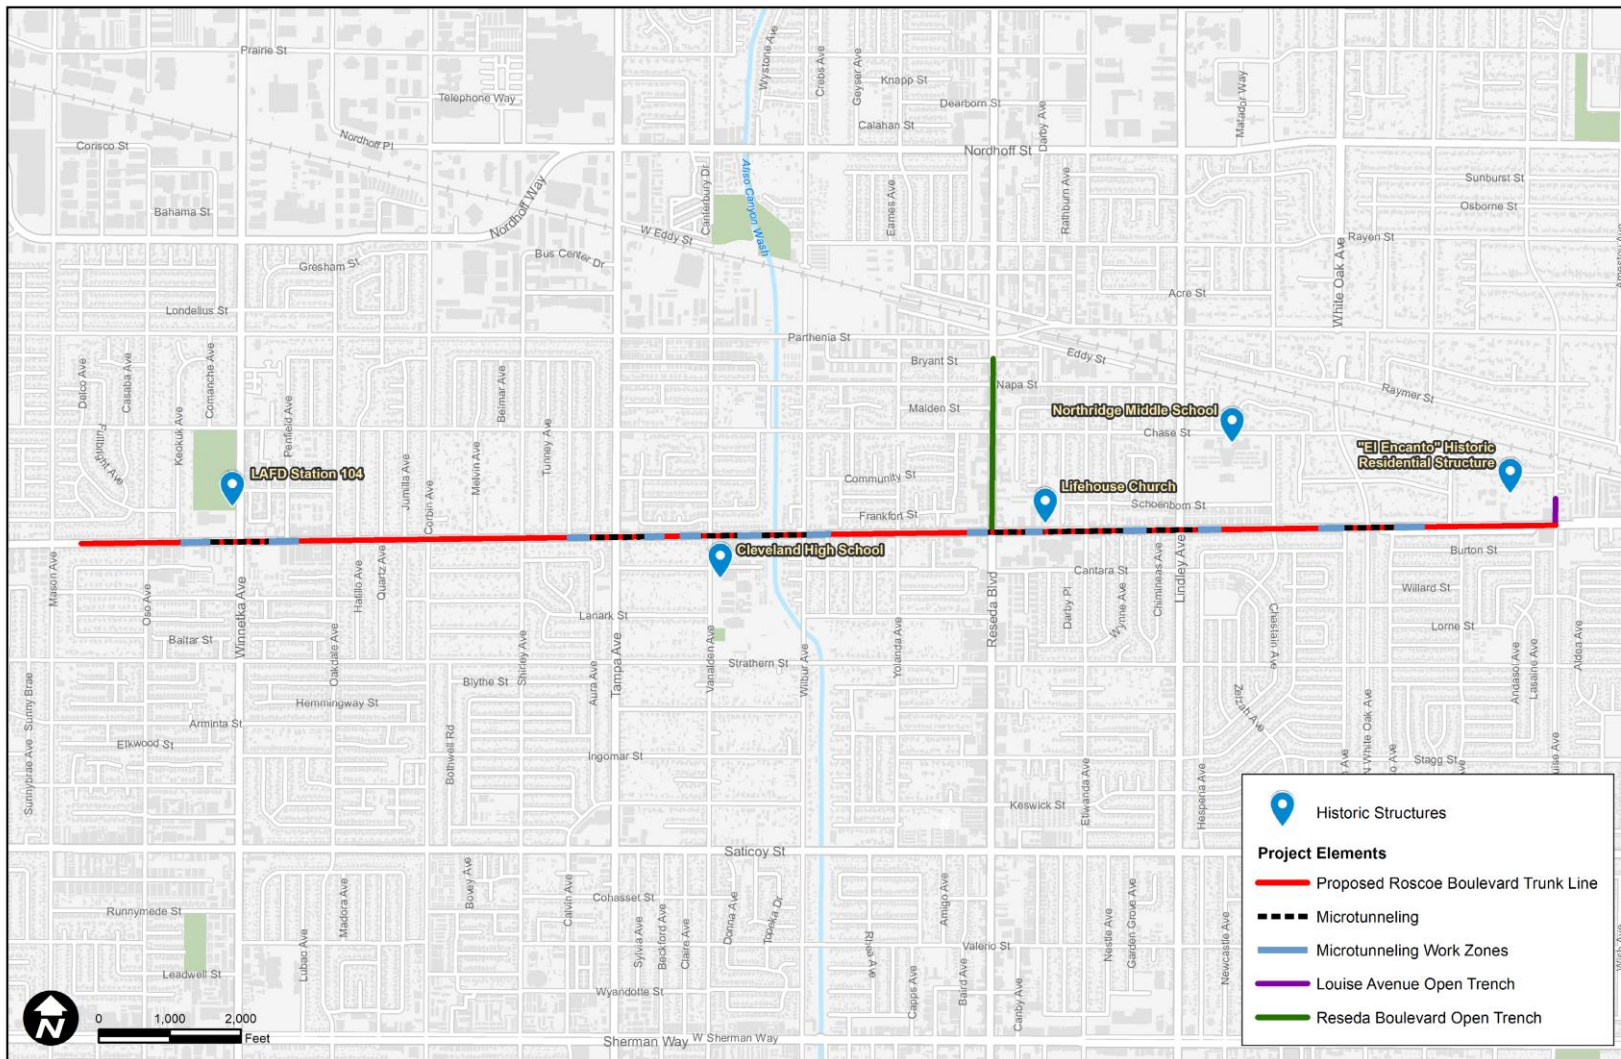 Prairie St
Telephone Way
Nordhoff Pl
Corisco St
Bahama St
Nordhoff Way
Gresham St
Londelius St
Bus Center Dr
W Eddy St
Canterbury Dr
Aliso Canyon Wash
Wystone Ave
Crebs Ave
Geyser Ave
Knapp St
Dearborn St
Calahan St
Darby Ave
Nordhoff St
Matador Way
Eames Ave
Rathburn Ave
Sunburst St
Osborne St
Rayen St
White Oak Ave
Acre St
Parthenia St
Bryant St
Eddy St
Napa St
Malden St
Raymer St
Chase St
Northridge Middle School
"El Encanto" Historic
Residential Structure
Delco Ave
Casaba Ave
Comanche Ave
Keokuk Ave
Penfield Ave
Belmar Ave
Tunney Ave
Melvin Ave
Jumilla Ave
Corbin Ave
LAFD Station 104
Community St
Frankfort St
Lifehouse Church
Schoenborn St
Cleveland High School
Burton St
Mason Ave
Oso Ave
Winnetka Ave
Hatillo Ave
Quartz Ave
Cantara St
Willard St
Lanark St
Lorne St
Baltar St
Oakdale Ave
Shirley Ave
Aura Ave
Tampa Ave
Vanalden Ave
Strathern St
Wilbur Ave
Yolanda Ave
Reseda Blvd
Darby Pl
Wynne Ave
Chimineas Ave
Lindley Ave
Chastain Ave
Andasol Ave
Lasaine Ave
Aldea Ave
Blythe St
Hemmingway St
Sunny Brae
Sunnybrae Ave
Arminta St
Elkwood St
Bothwell Rd
Ingomar St
Zelzah Ave
N White Oak Ave
Stagg St
Keswick St
Etiwanda Ave
Hesperia Ave
Saticoy St
Runnymede St
Madora Ave
Bovey Ave
Calvin Ave
Cohasset St
Sylvia Ave
Beckford Ave
Claire Ave
Donna Ave
Topeka Dr
Rhea Ave
Amigo Ave
Valerio St
Nestle Ave
Garden Grove Ave
Newcastle Ave
Leadwell St
Lubao Ave
Wyandotte St
Capps Ave
Baird Ave
Canby Ave
Sherman Way
W Sherman Way
N
0 1,000 2,000
Feet
Historic Structures
Project Elements
Proposed Roscoe Boulevard Trunk Line
Microtunneling
Microtunneling Work Zones
Louise Avenue Open Trench
Reseda Boulevard Open Trench